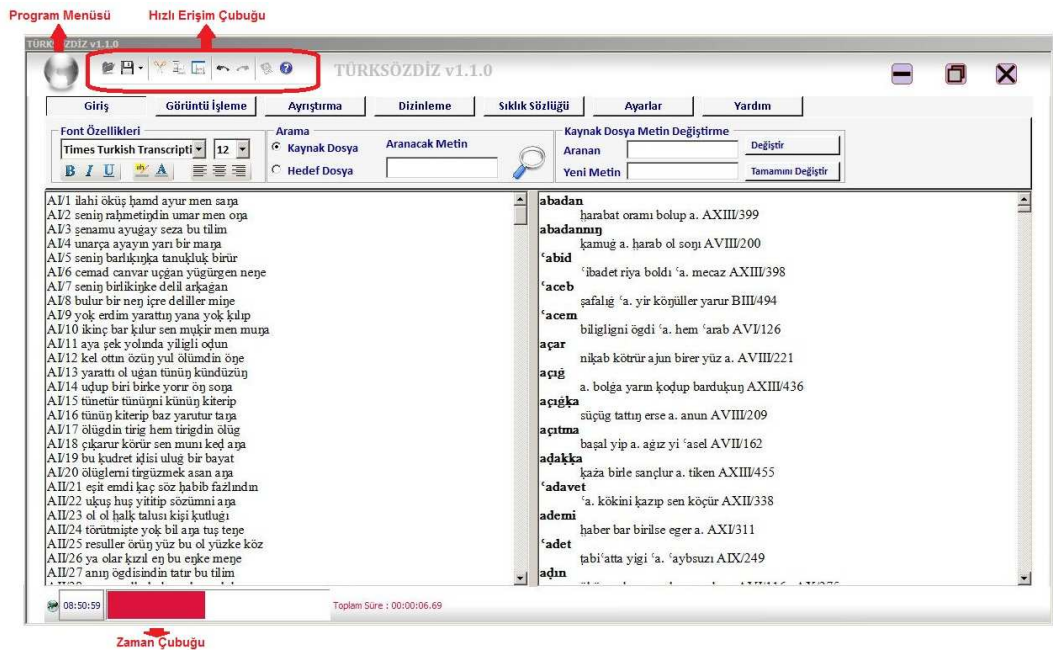 Program Menüsü
Hızlı Erişim Çubuğu
TÜRKSÖZDİZ v1.1.0
TÜRKSÖZDİZ v1.1.0
Giriş
Görüntü İşleme
Ayrıştırma
Dizinleme
Sıklık Sözlüğü
Ayarlar
Yardım
Font Özellikleri
Times Turkish Transcripti
12
B I U
A
Arama
Kaynak Dosya
Hedef Dosya
Aranacak Metin
Kaynak Dosya Metin Değiştirme
Aranan
Değiştir
Yeni Metin
Tamamını Değiştir
AI/1 ilahi öküş ḥamd ayur men saŋa
AI/2 seniŋ raḥmetiŋdin umar men oŋa
AI/3 şenamu ayuġay seza bu tilim
AI/4 unarça ayayın yarı bir maŋa
AI/5 seniŋ barlıkıŋka tanukluk birür
AI/6 cemad canvar uçġan yügürgen neŋe
AI/7 seniŋ birlikiŋke delil arkaġan
AI/8 bulur bir neŋ içre deliller miŋe
AI/9 yok erdim yarattıŋ yana yok kılıp
AI/10 ikinç bar kılur sen muḳir men muŋa
AI/11 aya şek yolında yiligli oḍun
AI/12 kel ottın özüŋ yul ölümdin öŋe
AI/13 yarattı ol uġan tünüŋ kündüzüŋ
AI/14 uḍup biri birke yorır öŋ soŋa
AI/15 tünetür tünüŋni künüŋ kiterip
AI/16 tünüŋ kiterip baz yarutur taŋa
AI/17 ölügdin tirig hem tirigdin ölüg
AI/18 çıkarur körür sen munı keḍ aŋa
AI/19 bu kudret iḍisi uluġ bir bayat
AI/20 ölüglerni tirgüzmek asan aŋa
AII/21 eşit emdi kaç söz ḥabib fażlındın
AII/22 ukuş huş yititip sözümni aŋa
AII/23 ol ol ḫalk talusı kişi kutluġı
AII/24 törütmişte yok bil aŋa tuş teŋe
AII/25 resuller örüŋ yüz bu ol yüzke köz
AII/26 ya olar kızıl eŋ bu eŋke meŋe
AII/27 anıŋ ögdisindin tatır bu tilim
abadan
ḫarabat oramı bolup a. AXIII/399
abadannıŋ
ḳamuġ a. ḫarab ol soŋı AVIII/200
ʿabid
ʿibadet riya boldı ʿa. mecaz AXIII/398
ʿaceb
ṣafalıġ ʿa. yir köŋüller yarur BIII/494
ʿacem
biligligni ögdi ʿa. hem ʿarab AVI/126
açar
niḳab kötrür ajun birer yüz a. AVIII/221
açıġ
a. bolġa yarın ḳoḍup bardukuŋ AXIII/436
açıġḳa
süçüg tattıŋ erse a. anun AVIII/209
açıtma
başal yip a. aġız yi ʿasel AVII/162
aḍaḳḳa
ḳaża birle sançlur a. tiken AXIII/455
ʿadavet
ʿa. kökini ḳazıp sen köçür AXII/338
ademi
ḫaber bar birilse eger a. AXI/311
ʿadet
ṭabiʿatta yigi ʿa. ʿaybsuzı AIX/249
aḍın
08:50:59
Toplam Süre : 00:00:06.69
Zaman Çubuğu